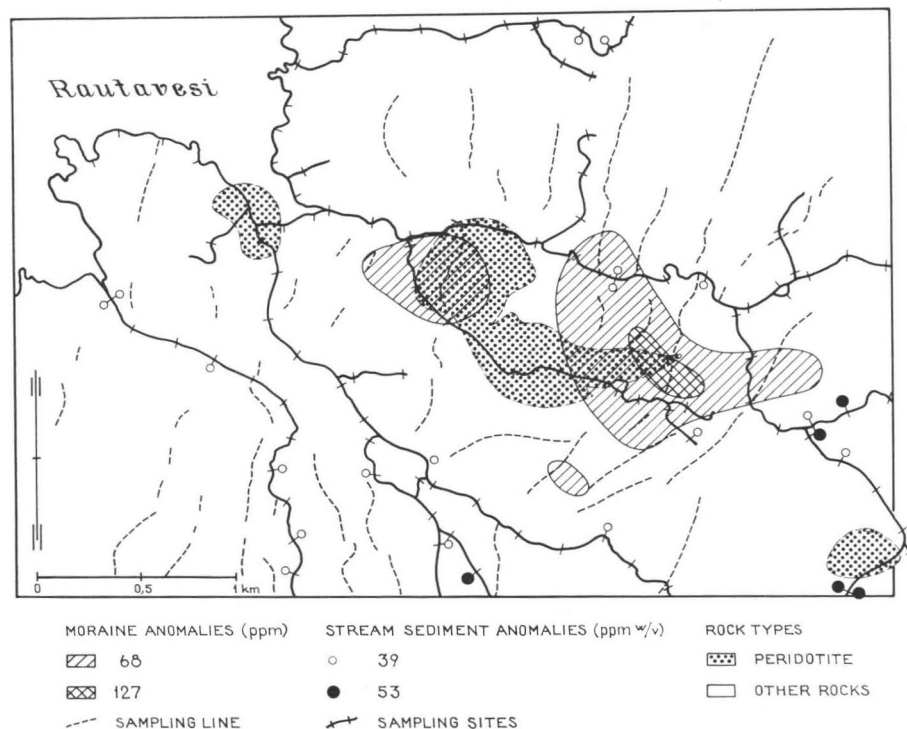 Rautavesi
0 0,5 1 km
MORAINE ANOMALIES (ppm) STREAM SEDIMENT ANOMALIES (ppm w/v) ROCK TYPES
68 39 PERIDOTITE
127 53 OTHER ROCKS
SAMPLING LINE SAMPLING SITES